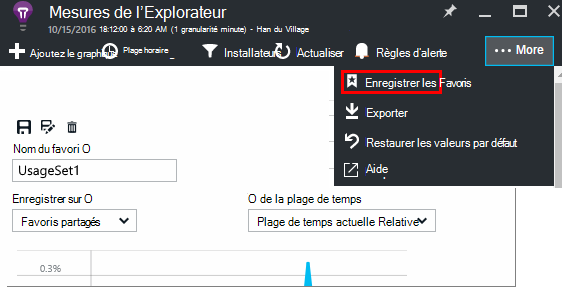 Mesures de l’Explorateur
10/15/2016 18:12:00 à 6:20 AM (1 granularité minute) - Han du Village
Ajoutez le graphique Plage horaire _ Installateurs Actualiser Règles d'alerte ••• More
Enregistrer les Favoris
Exporter
Restaurer les valeurs par défaut
Aide
Nom du favori O
UsageSet1
Enregistrer sur O O de la plage de temps
Favoris partagés Plage de temps actuelle Relative
0.3%